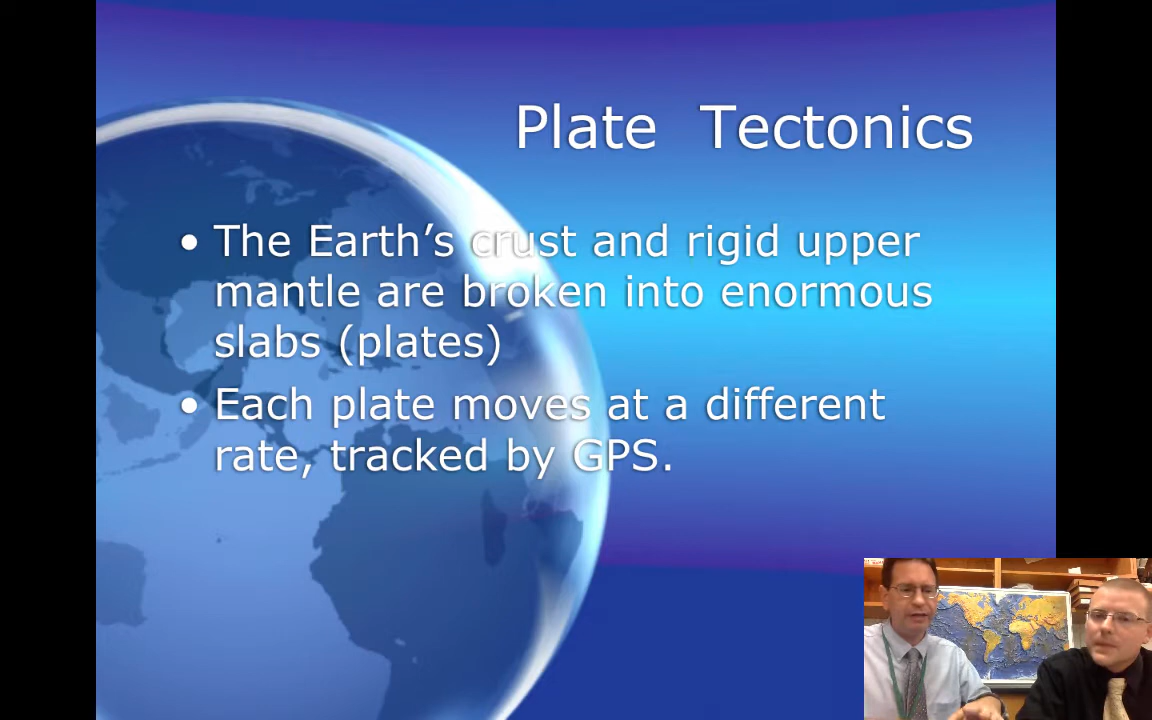 Plate Tectonics
• The Earth’s crust and rigid upper
mantle are broken into enormous
slabs (plates)
• Each plate moves at a different
rate, tracked by GPS.